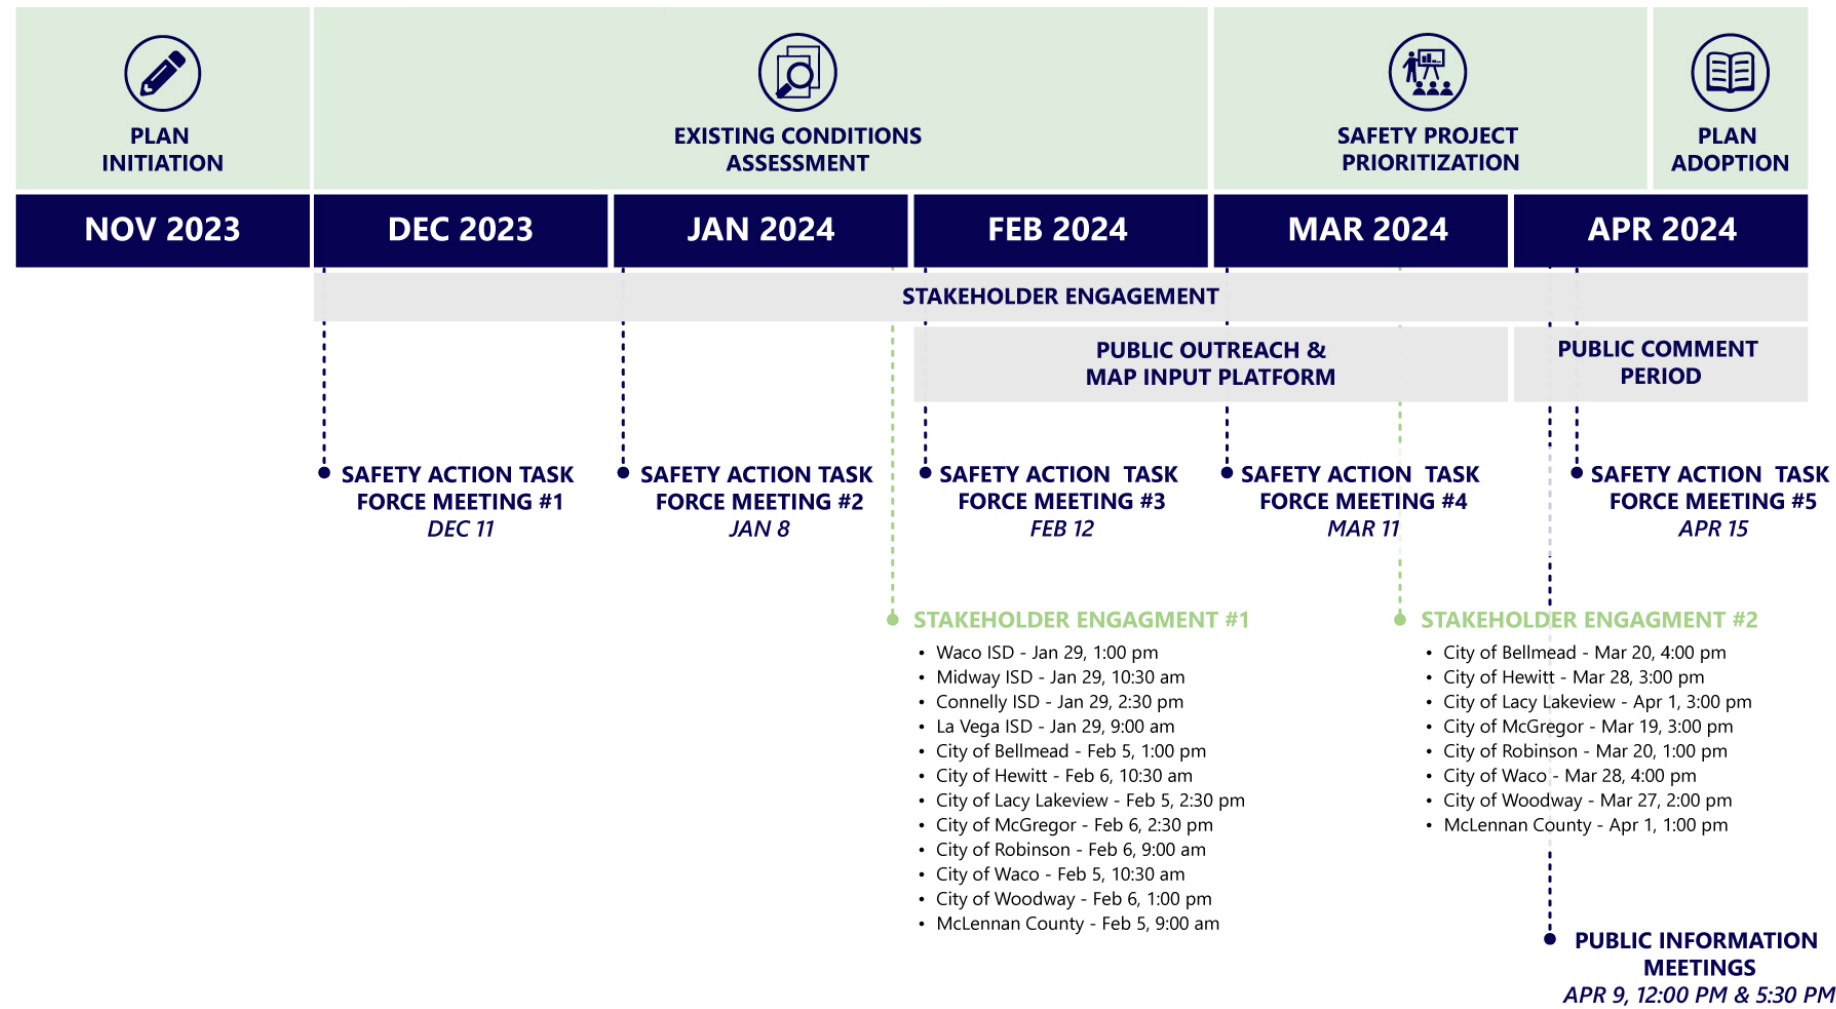 PLAN
INITIATION
EXISTING CONDITIONS
ASSESSMENT
SAFETY PROJECT
PRIORITIZATION
PLAN
ADOPTION
NOV 2023
DEC 2023
JAN 2024
FEB 2024
MAR 2024
APR 2024
STAKEHOLDER ENGAGEMENT
PUBLIC OUTREACH &
MAP INPUT PLATFORM
PUBLIC COMMENT
PERIOD
SAFETY ACTION TASK
FORCE MEETING #1
DEC 11
SAFETY ACTION TASK
FORCE MEETING #2
JAN 8
SAFETY ACTION TASK
FORCE MEETING #3
FEB 12
SAFETY ACTION TASK
FORCE MEETING #4
MAR 11
SAFETY ACTION TASK
FORCE MEETING #5
APR 15
STAKEHOLDER ENGAGMENT #1
• Waco ISD - Jan 29, 1:00 pm
• Midway ISD - Jan 29, 10:30 am
• Connelly ISD - Jan 29, 2:30 pm
• La Vega ISD - Jan 29, 9:00 am
• City of Bellmead - Feb 5, 1:00 pm
• City of Hewitt - Feb 6, 10:30 am
• City of Lacy Lakeview - Feb 5, 2:30 pm
• City of McGregor - Feb 6, 2:30 pm
• City of Robinson - Feb 6, 9:00 am
• City of Waco - Feb 5, 10:30 am
• City of Woodway - Feb 6, 1:00 pm
• McLennan County - Feb 5, 9:00 am
STAKEHOLDER ENGAGMENT #2
• City of Bellmead - Mar 20, 4:00 pm
• City of Hewitt - Mar 28, 3:00 pm
• City of Lacy Lakeview - Apr 1, 3:00 pm
• City of McGregor - Mar 19, 3:00 pm
• City of Robinson - Mar 20, 1:00 pm
• City of Waco - Mar 28, 4:00 pm
• City of Woodway - Mar 27, 2:00 pm
• McLennan County - Apr 1, 1:00 pm
PUBLIC INFORMATION
MEETINGS
APR 9, 12:00 PM & 5:30 PM